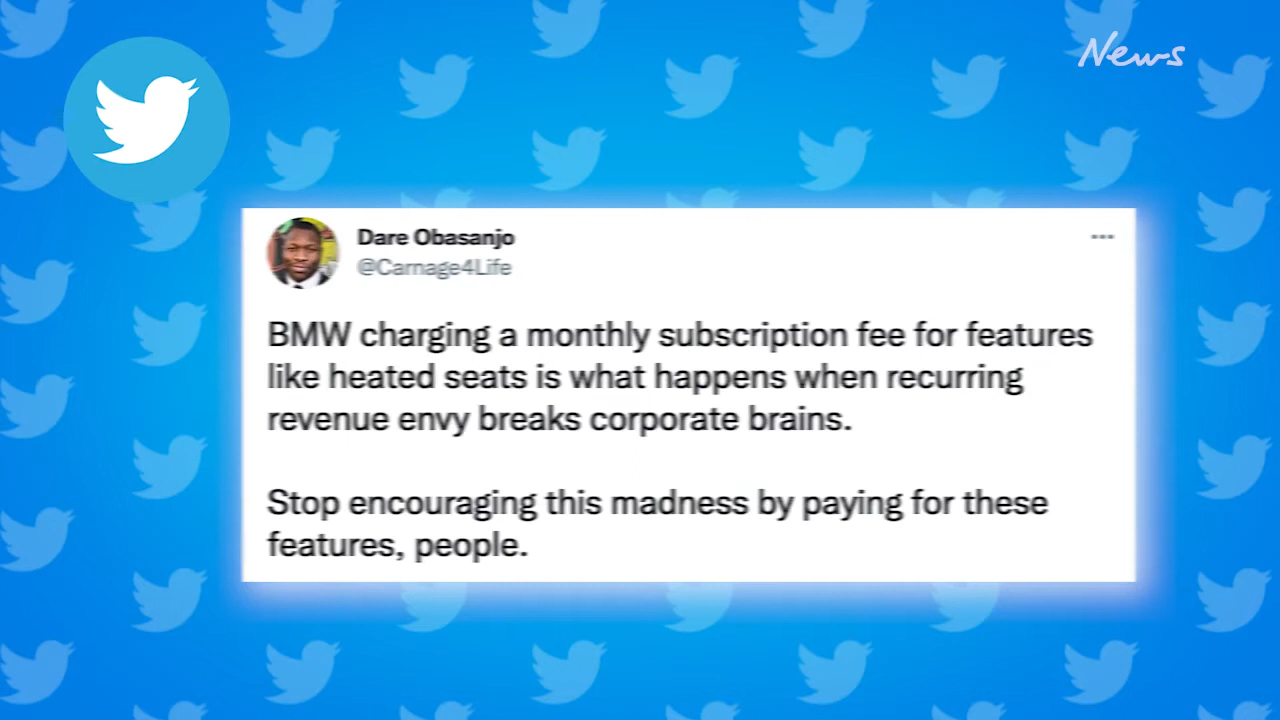 News
Dare Obasanjo
@Carnage4Life
BMW charging a monthly subscription fee for features
like heated seats is what happens when recurring
revenue envy breaks corporate brains.
Stop encouraging this madness by paying for these
features, people.